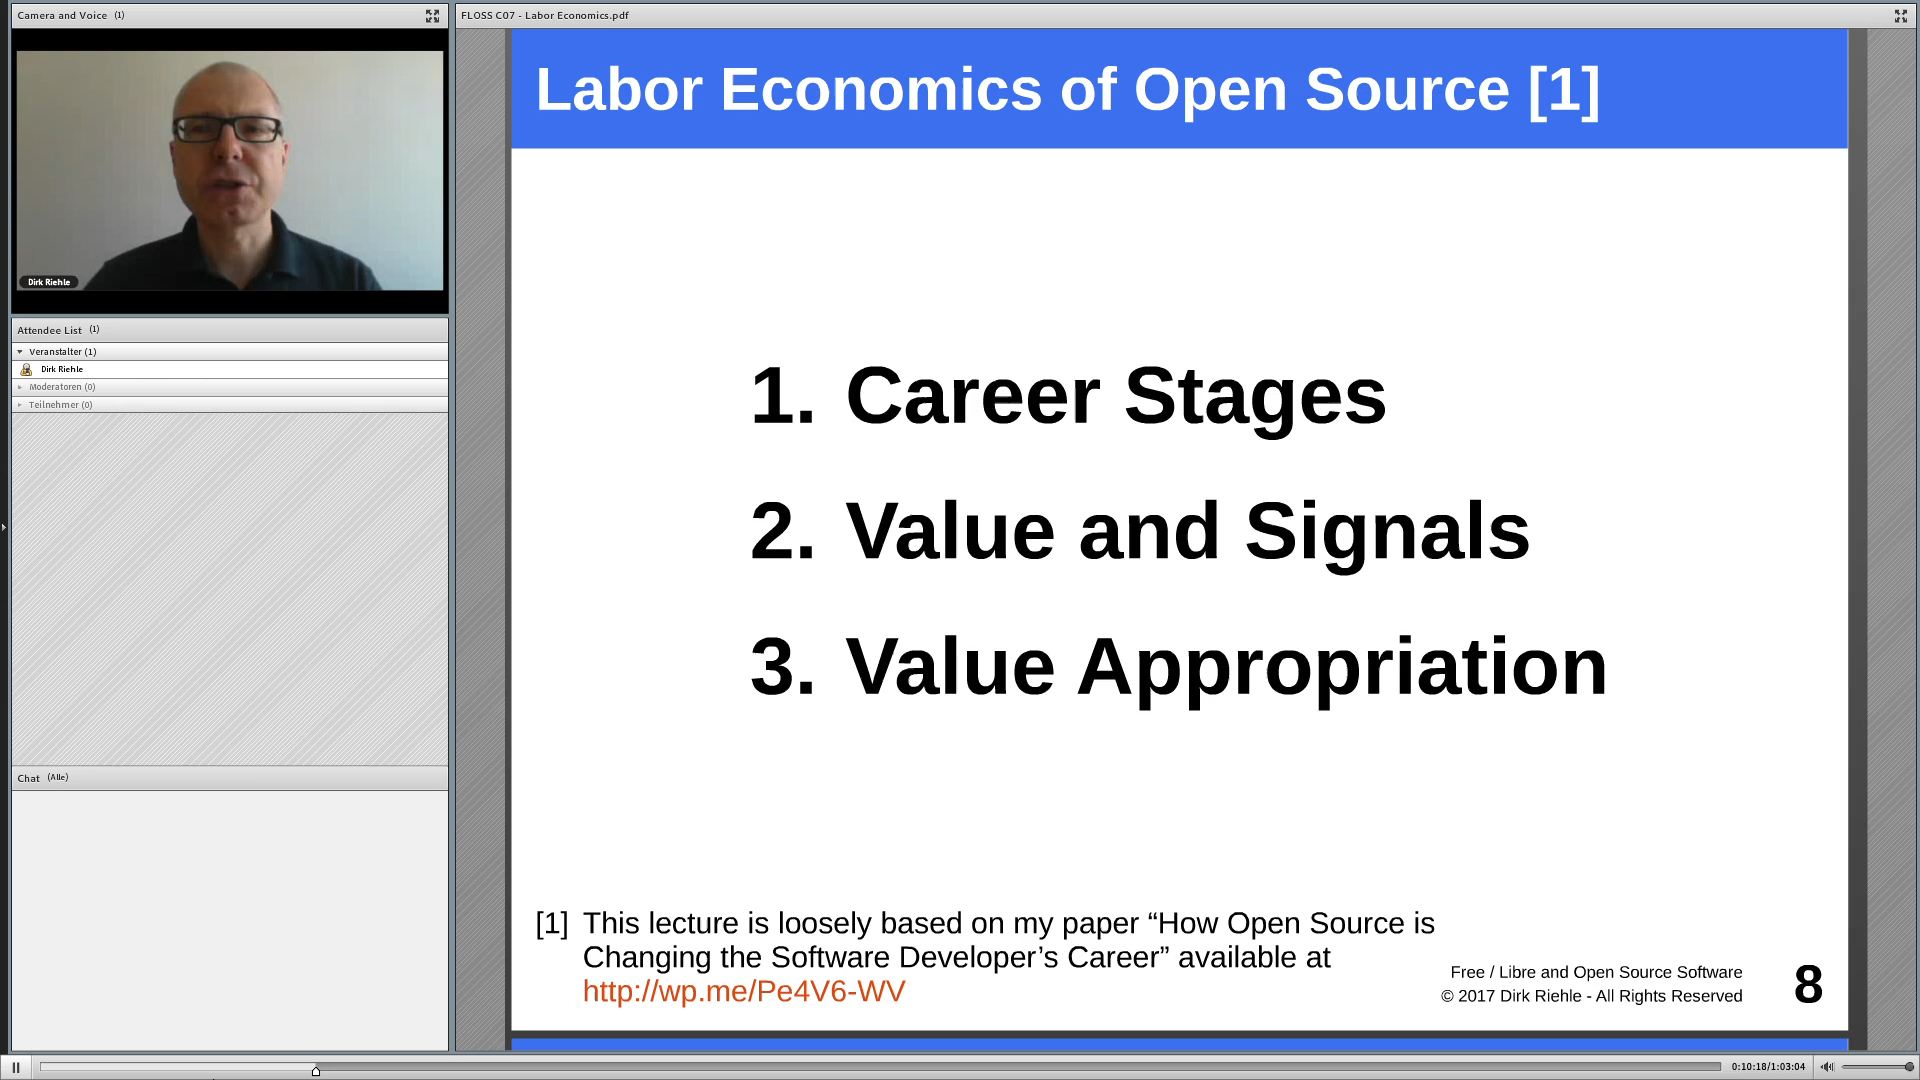 Camera and Voice (1)
Dirk Riehle
Attendee List (1)
Veranstalter (1)
Dirk Riehle
Moderatoren (0)
Teilnehmer (0)
Chat (Alle)
FLOSS C07 - Labor Economics.pdf
Labor Economics of Open Source [1]
1. Career Stages
2. Value and Signals
3. Value Appropriation
[1] This lecture is loosely based on my paper “How Open Source is
Changing the Software Developer’s Career” available at
http://wp.me/Pe4V6-WV
Free / Libre and Open Source Software
© 2017 Dirk Riehle - All Rights Reserved
8
0:10:18/1:03:04